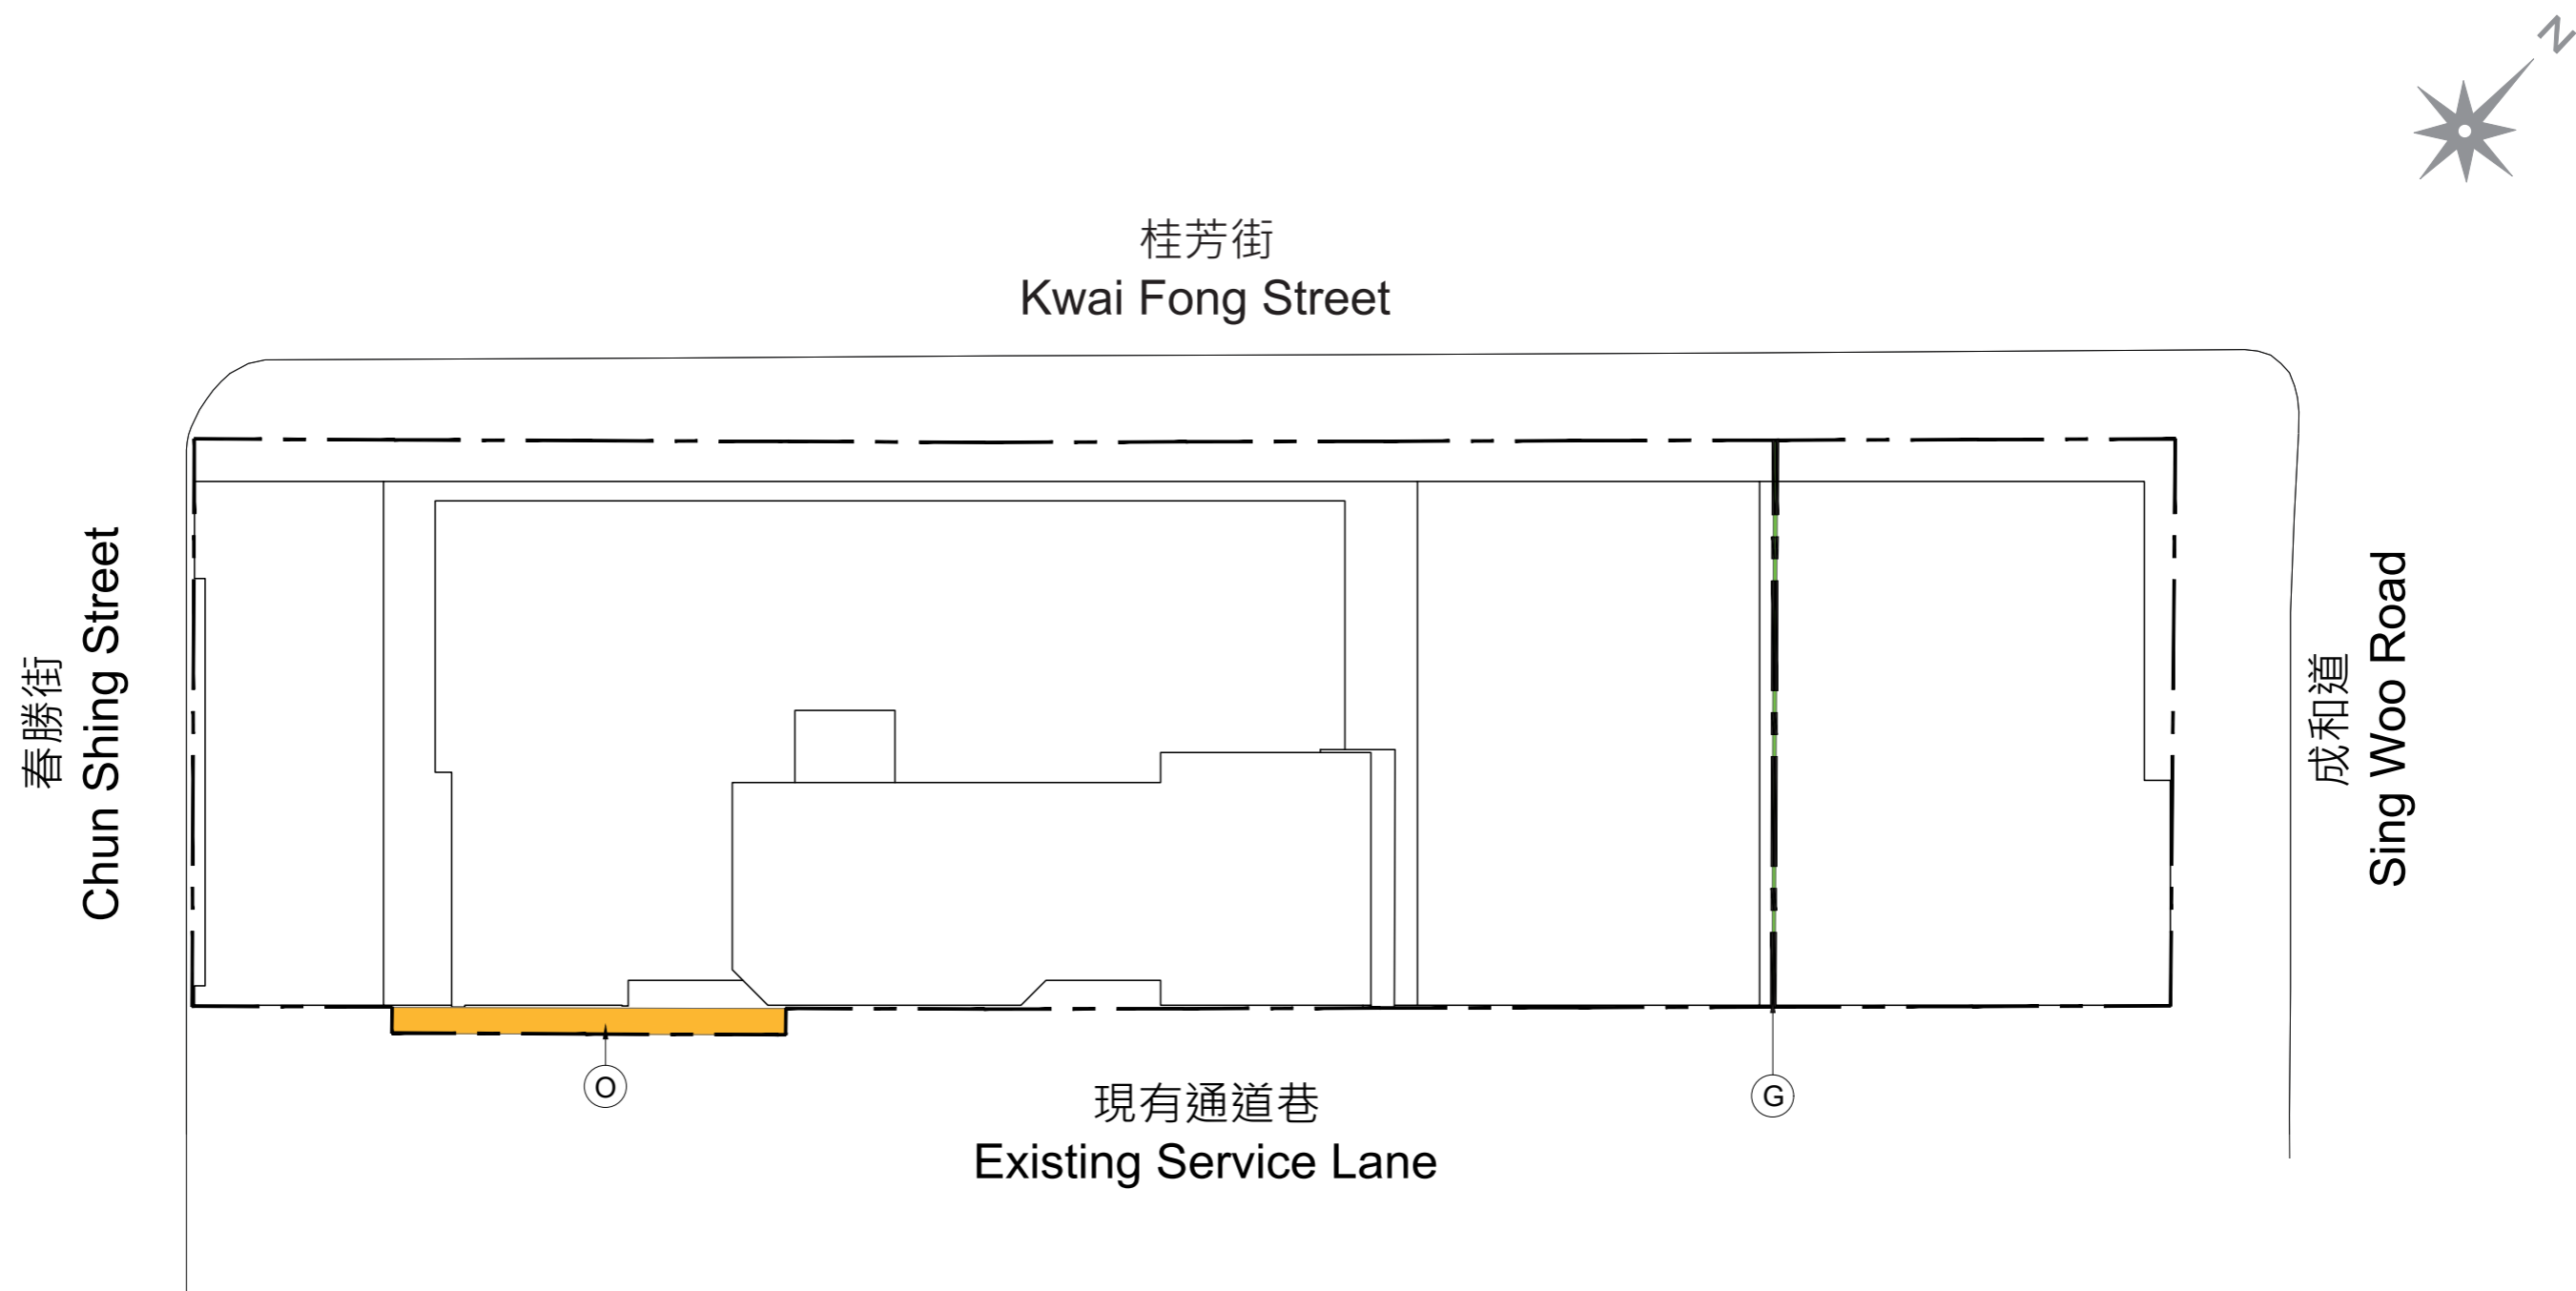 N
桂芳街
Kwai Fong Street
春勝街
Chun Shing Street
成和道
Sing Woo Road
O
G
現有通道巷
Existing Service Lane